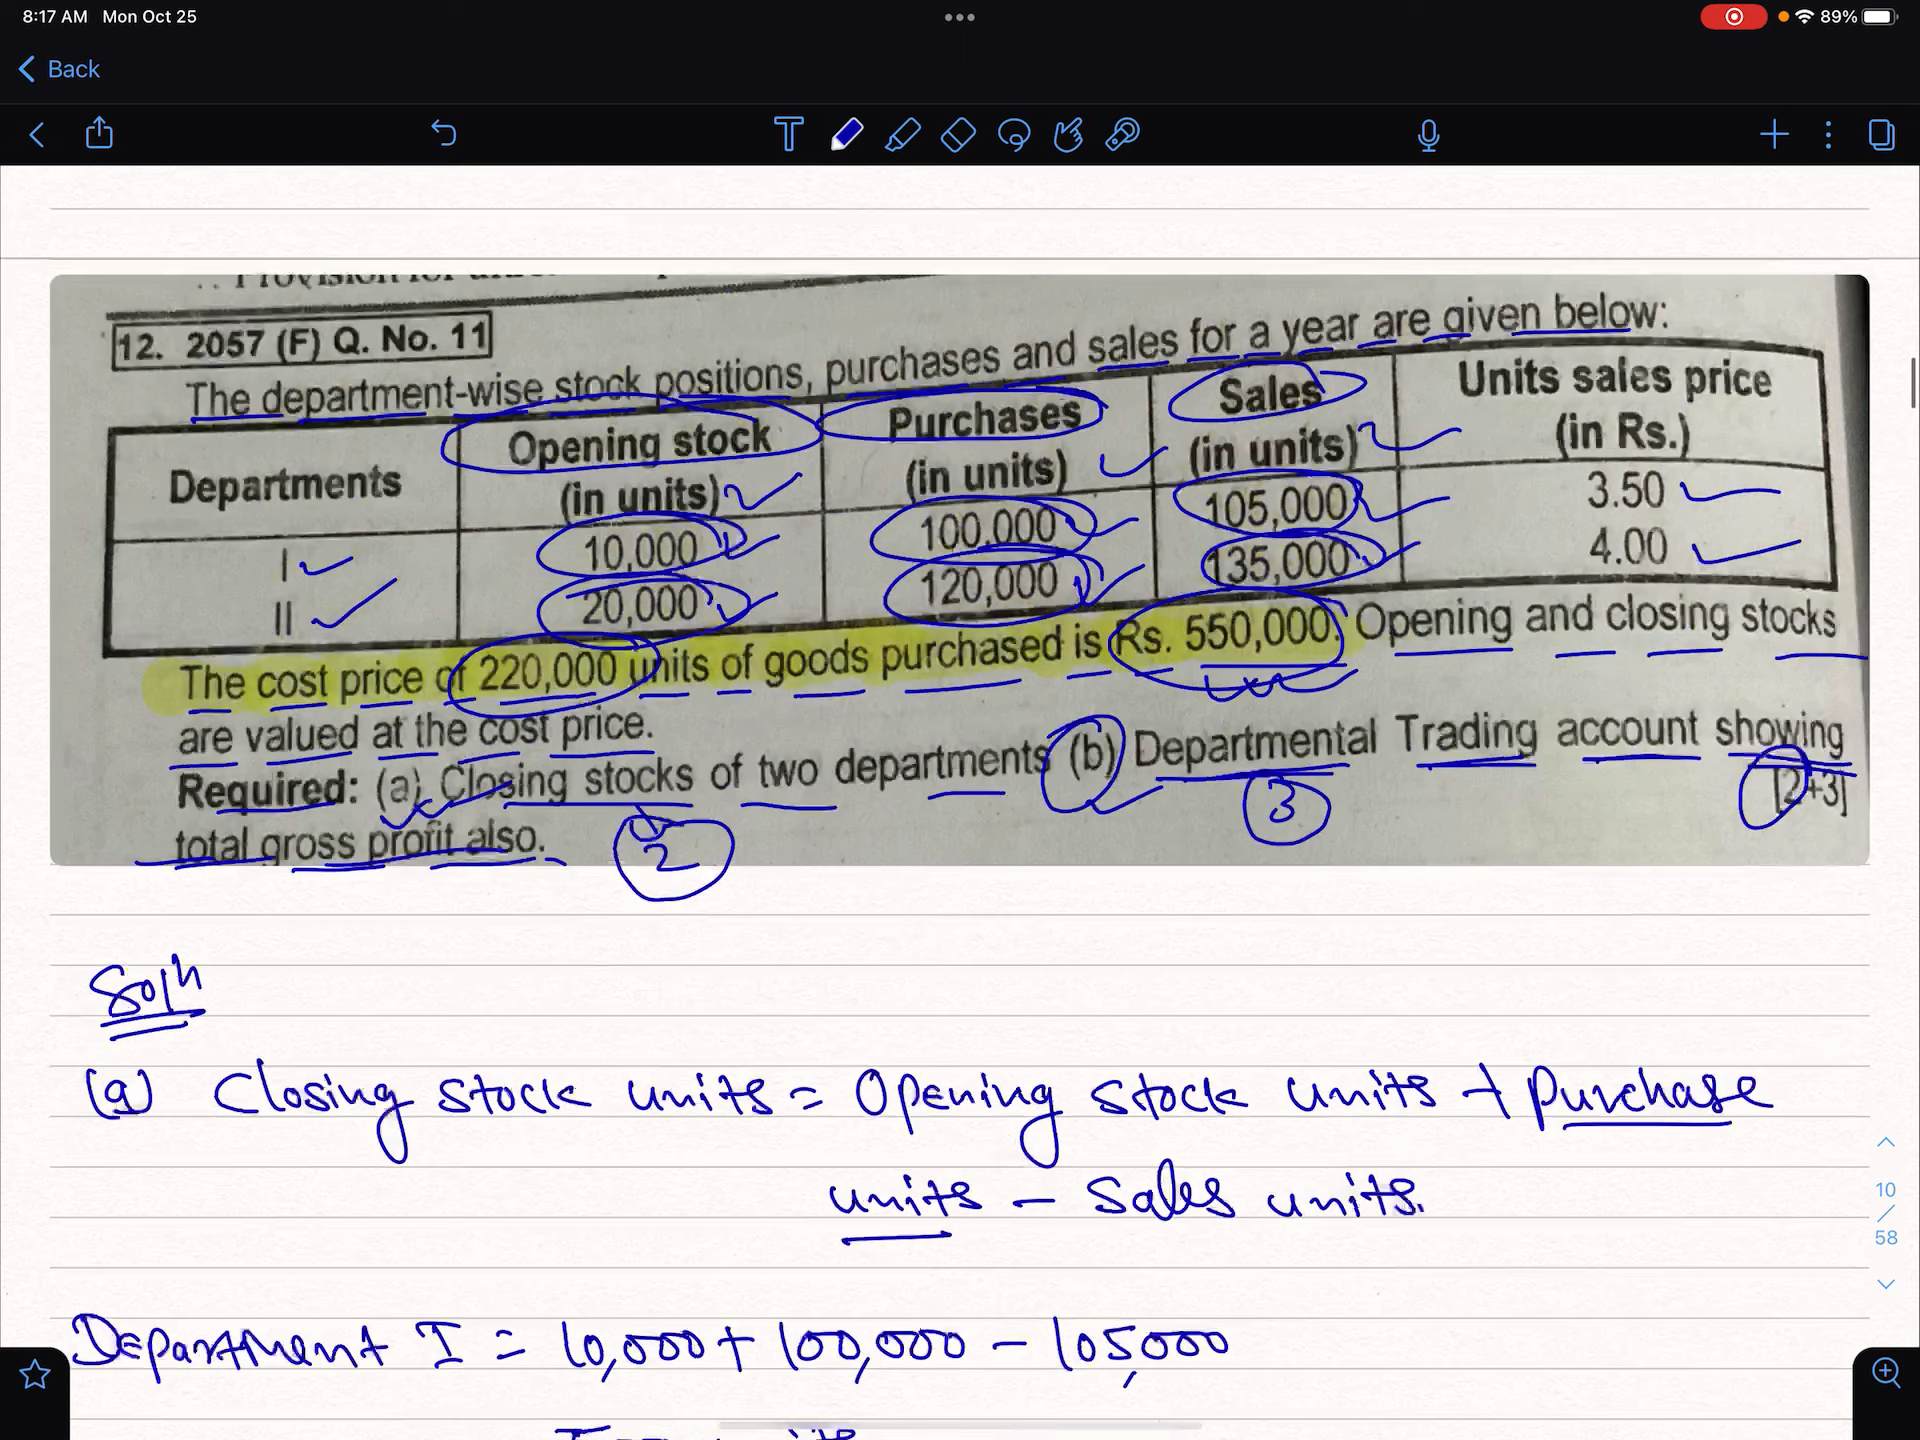 8:17 AM Mon Oct 25
89%
Back
12. 2057 (F) Q. No. 11
The department-wise stock positions, purchases and sales for a year are given below:
Departments Opening stock (in units) Purchases (in units) Sales (in units) Units sales price (in Rs.)
I 10,000 100,000 105,000 3.50
II 20,000 120,000 135,000 4.00
The cost price of 220,000 units of goods purchased is Rs. 550,000. Opening and closing stocks
are valued at the cost price.
Required: (a) Closing stocks of two departments (b) Departmental Trading account showing
total gross profit also. [2+3]
2
3
Soln
(a) Closing stock units = Opening stock units + Purchase
units - Sales units.
10
/
58
Department I = 10,000 + 100,000 - 105,000